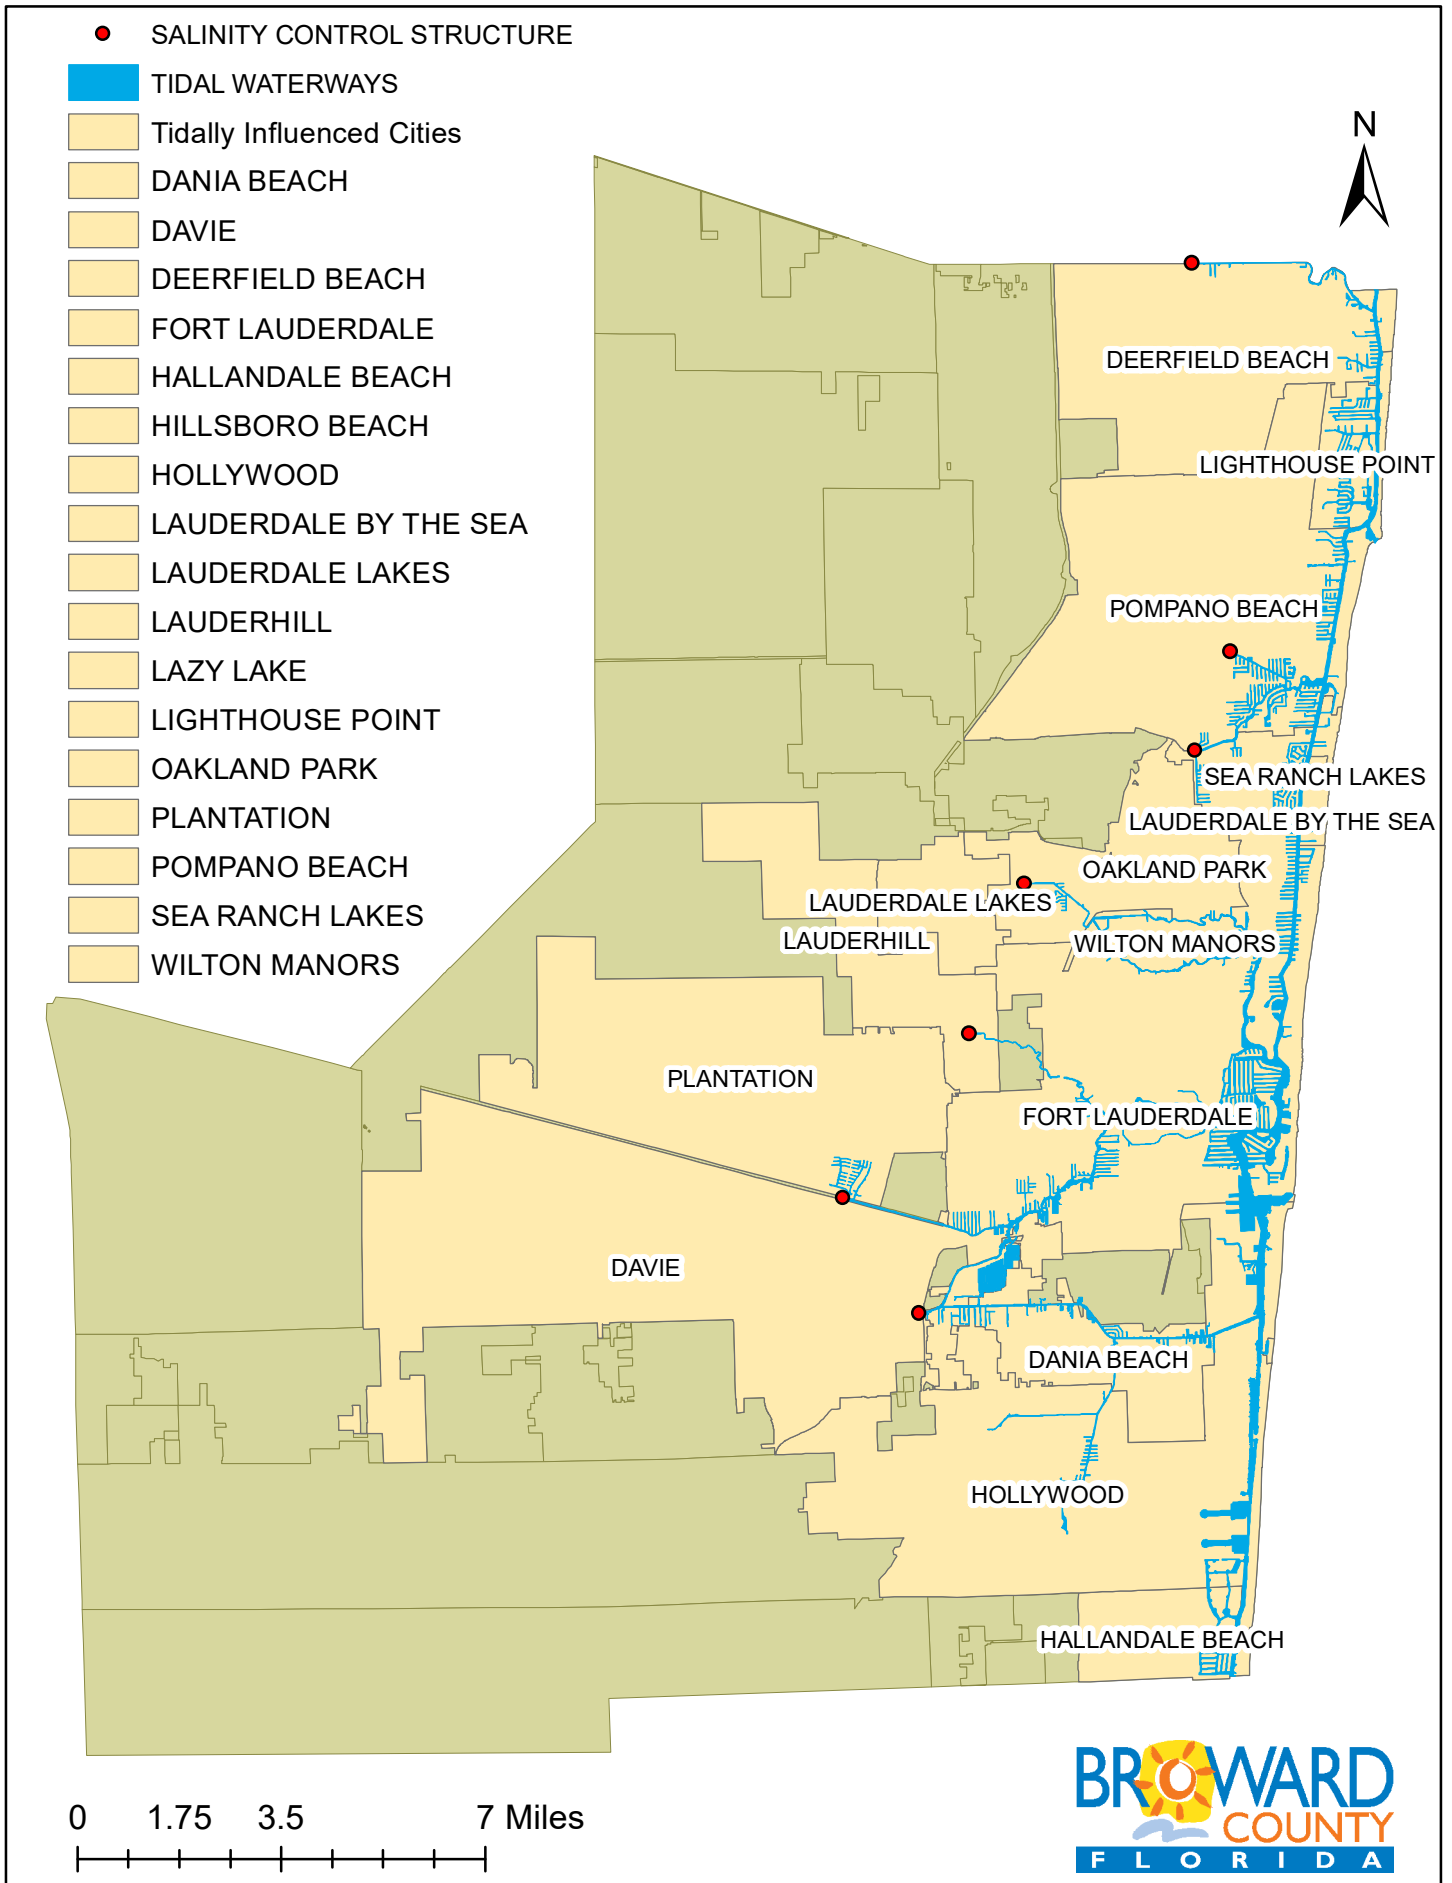 SALINITY CONTROL STRUCTURE
TIDAL WATERWAYS
Tidally Influenced Cities
DANIA BEACH
DAVIE
DEERFIELD BEACH
FORT LAUDERDALE
HALLANDALE BEACH
HILLSBORO BEACH
HOLLYWOOD
LAUDERDALE BY THE SEA
LAUDERDALE LAKES
LAUDERHILL
LAZY LAKE
LIGHTHOUSE POINT
OAKLAND PARK
PLANTATION
POMPANO BEACH
SEA RANCH LAKES
WILTON MANORS
N
DEERFIELD BEACH
LIGHTHOUSE POINT
POMPANO BEACH
SEA RANCH LAKES
LAUDERDALE BY THE SEA
OAKLAND PARK
LAUDERDALE LAKES
LAUDERHILL
WILTON MANORS
PLANTATION
FORT LAUDERDALE
DAVIE
DANIA BEACH
HOLLYWOOD
HALLANDALE BEACH
0 1.75 3.5 7 Miles
BROWARD
COUNTY
FLORIDA